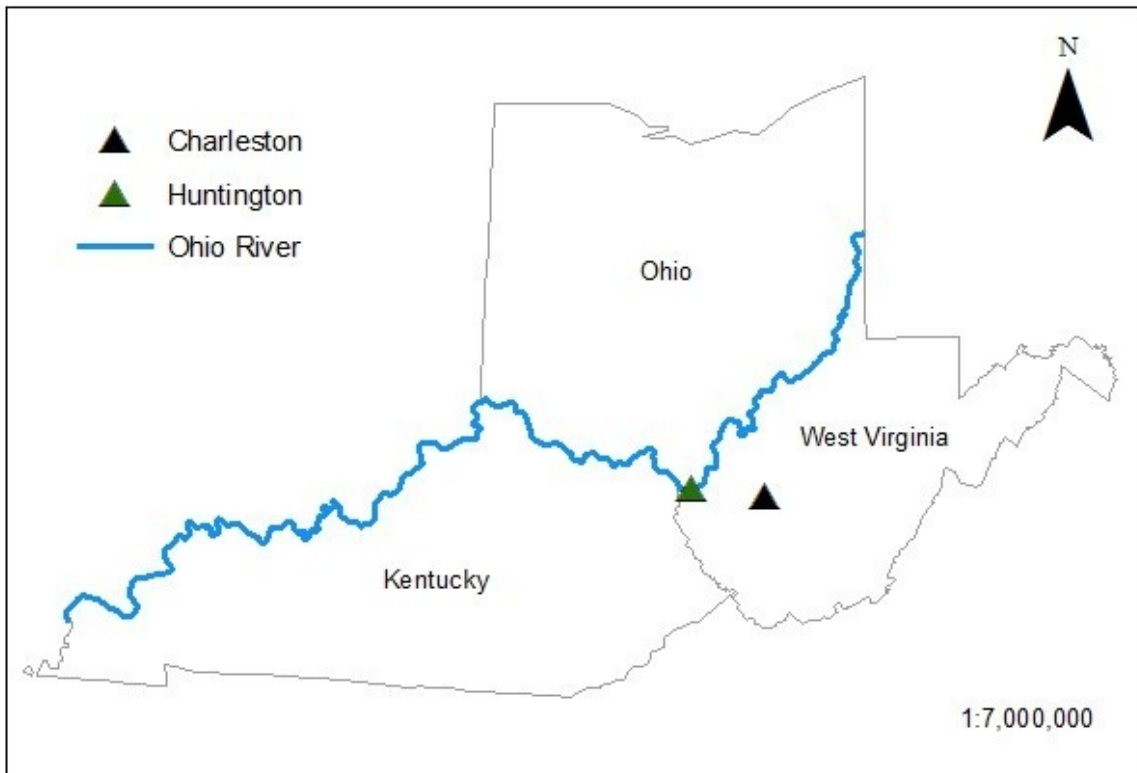 N
Charleston
Huntington
Ohio River
Ohio
West Virginia
Kentucky
1:7,000,000